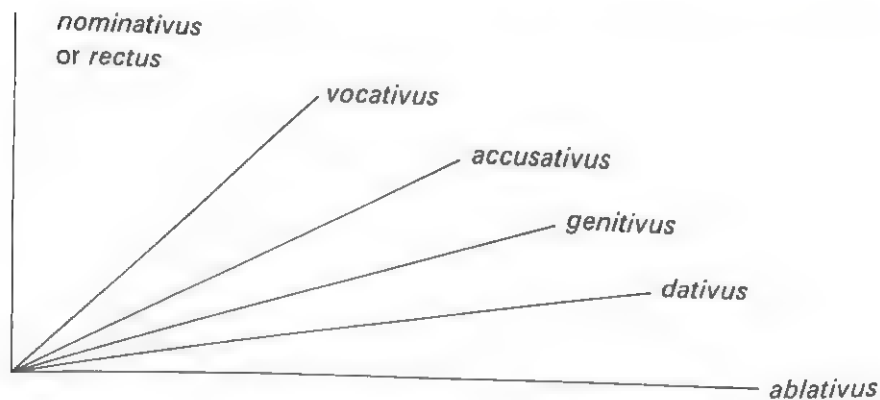 nominativus
or rectus
vocativus
accusativus
genitivus
dativus
ablativus